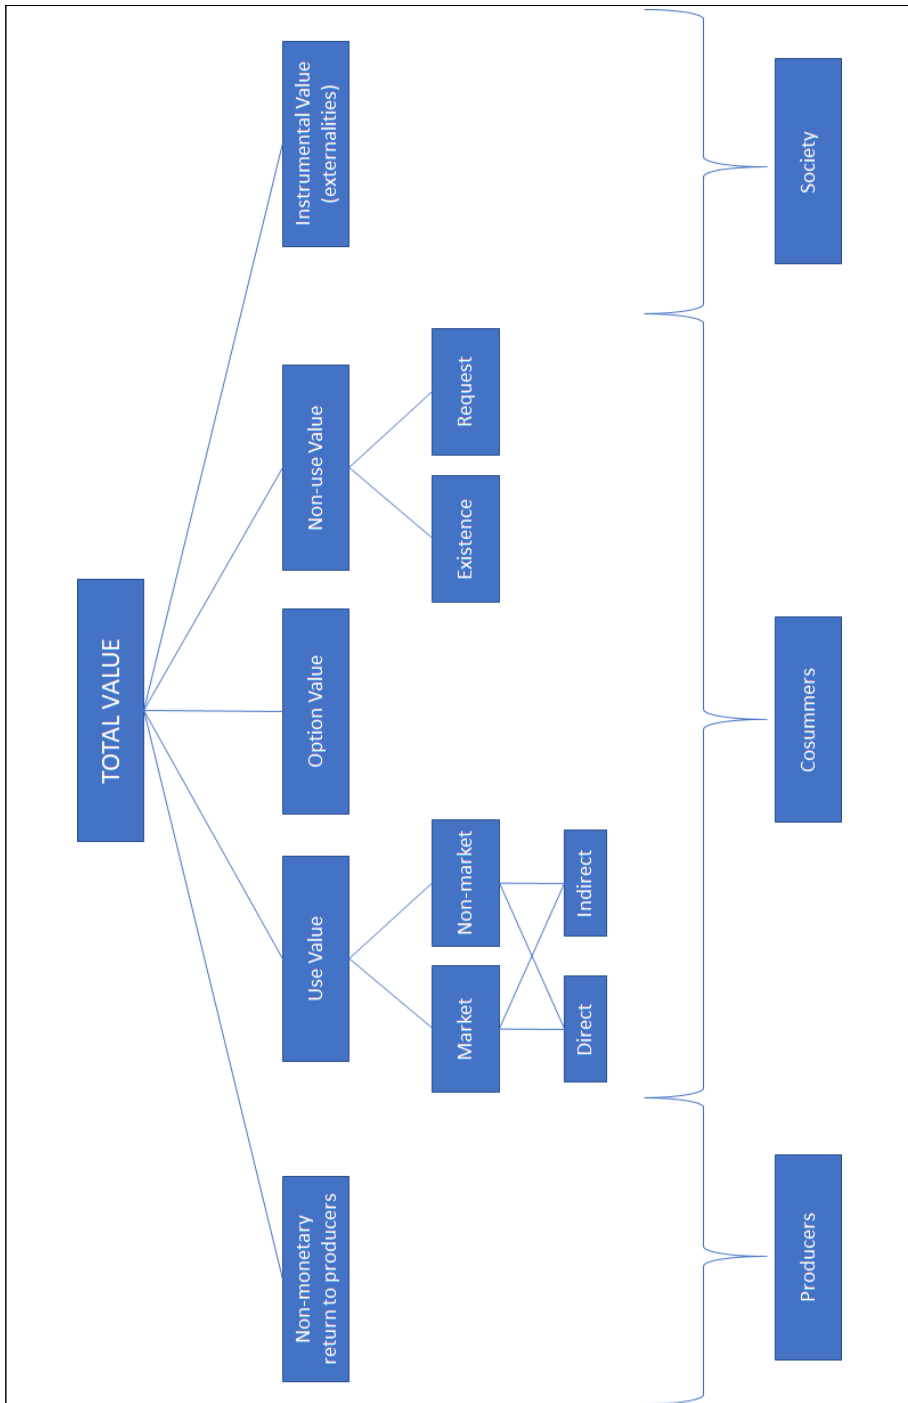 TOTAL VALUE
Non-monetary
return to producers
Use Value
Option Value
Non-use Value
Instrumental Value
(externalities)
Market
Non-market
Existence
Request
Direct
Indirect
Producers
Cosummers
Society